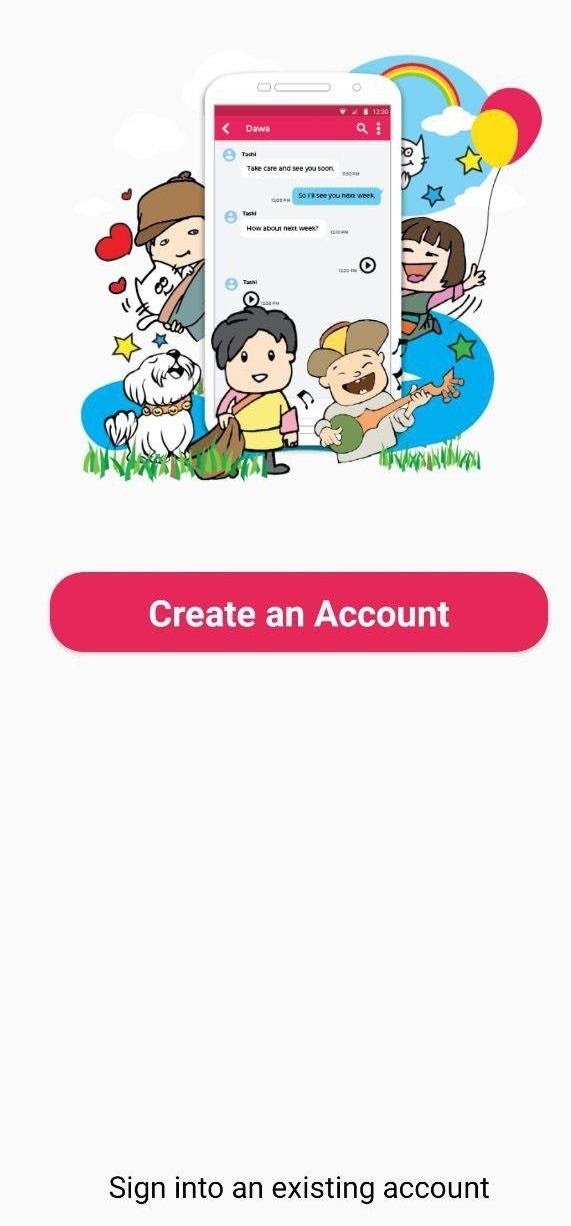 12:30
Dawa
Tashi
Take care and see you soon.
11:50 PM
12:00 PM
So I'll see you next week.
Tashi
How about next week?
12:10 PM
12:20 PM
Tashi
12:30 PM
Create an Account
Sign into an existing account